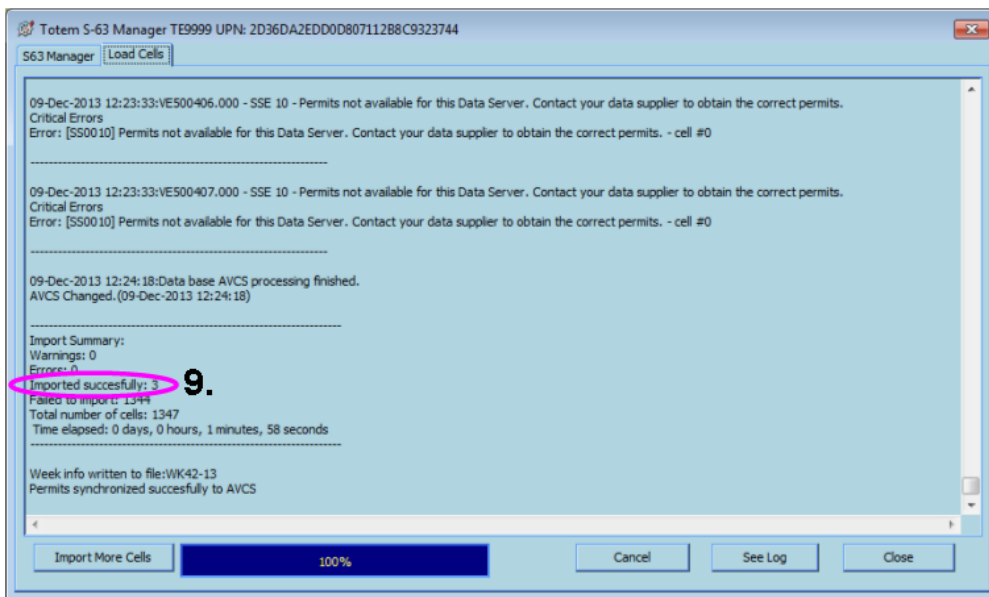 Totem S-63 Manager TE9999 UPN: 2D36DA2EDD0D807112B8C9323744
S63 Manager Load Cells
09-Dec-2013 12:23:33:VE500406.000 - SSE 10 - Permits not available for this Data Server. Contact your data supplier to obtain the correct permits.
Critical Errors
Error: [SS0010] Permits not available for this Data Server. Contact your data supplier to obtain the correct permits. - cell #0
------------------------------------------------------------------
09-Dec-2013 12:23:33:VE500407.000 - SSE 10 - Permits not available for this Data Server. Contact your data supplier to obtain the correct permits.
Critical Errors
Error: [SS0010] Permits not available for this Data Server. Contact your data supplier to obtain the correct permits. - cell #0
------------------------------------------------------------------
09-Dec-2013 12:24:18:Data base AVCS processing finished.
AVCS Changed.(09-Dec-2013 12:24:18)
---------------------------------------------------------------------
Import Summary:
Warnings: 0
Errors: 0
Imported succesfully: 3 9.
Failed to import: 1344
Total number of cells: 1347
Time elapsed: 0 days, 0 hours, 1 minutes, 58 seconds
---------------------------------------------------------------------
Week info written to file:WK42-13
Permits synchronized succesfully to AVCS
Import More Cells 100% Cancel See Log Close